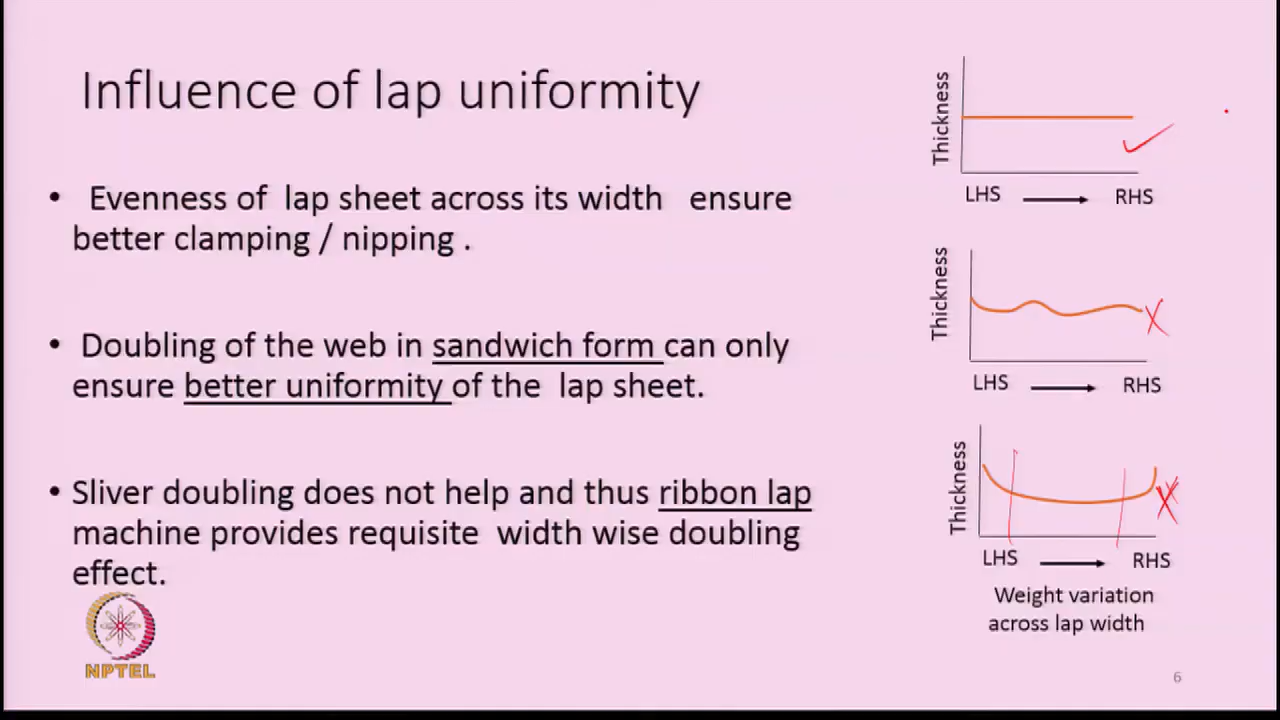 Influence of lap uniformity
• Evenness of lap sheet across its width ensure
better clamping / nipping .
• Doubling of the web in sandwich form can only
ensure better uniformity of the lap sheet.
• Sliver doubling does not help and thus ribbon lap
machine provides requisite width wise doubling
effect.
NPTEL
Thickness
LHS RHS
Thickness
LHS RHS
Thickness
LHS RHS
Weight variation
across lap width
6